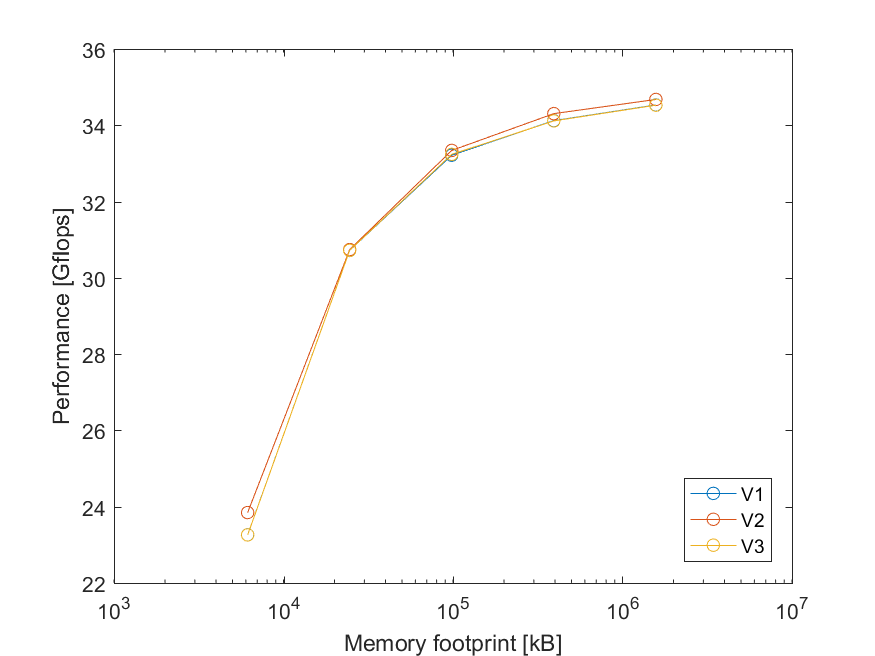 36
34
32
30
28
26
24
22
Performance [Gflops]
V1
V2
V3
10^3 10^4 10^5 10^6 10^7
Memory footprint [kB]